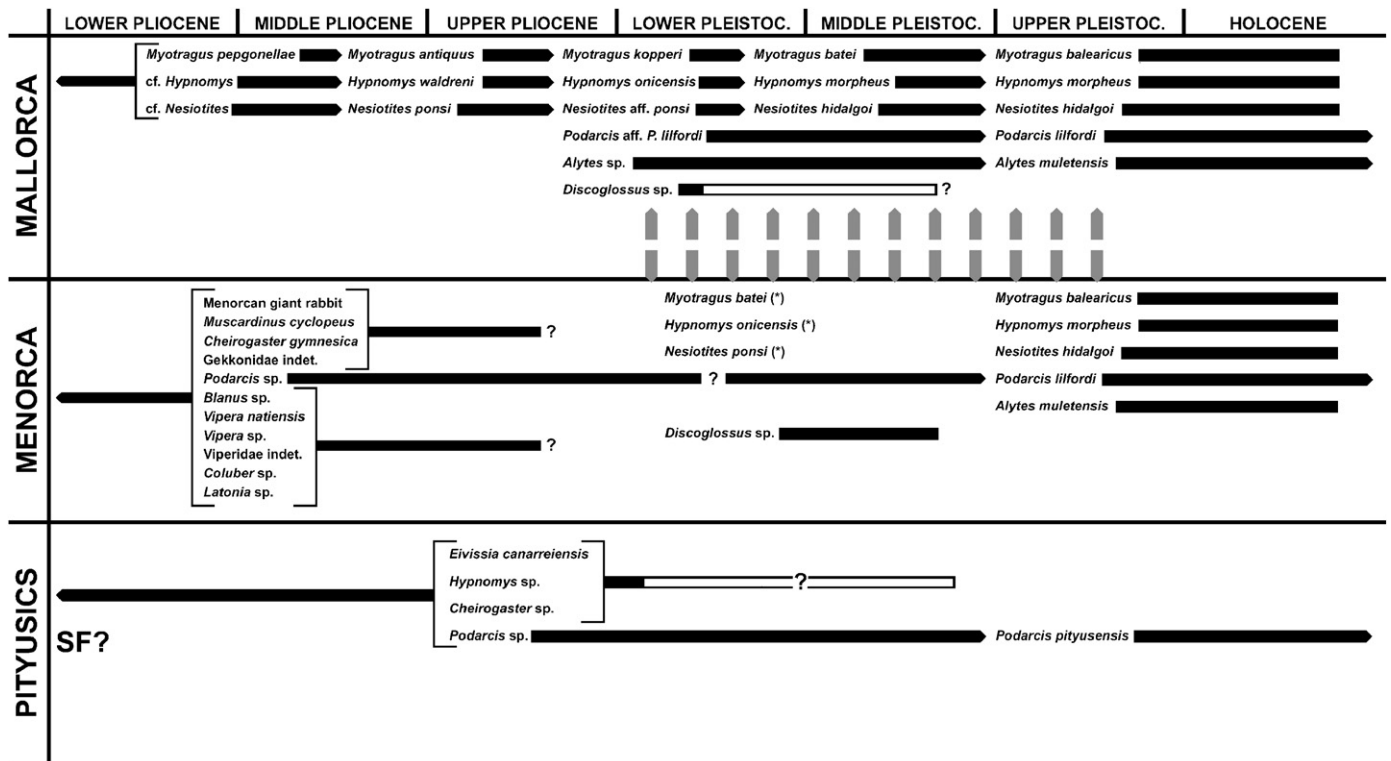 LOWER PLIOCENE MIDDLE PLIOCENE UPPER PLIOCENE LOWER PLEISTOC. MIDDLE PLEISTOC. UPPER PLEISTOC. HOLOCENE
MALLORCA
Myotragus pepgonellae Myotragus antiquus Myotragus kopperi Myotragus batei Myotragus balearicus
cf. Hypnomys Hypnomys waldreni Hypnomys onicensis Hypnomys morpheus Hypnomys morpheus
cf. Nesiotites Nesiotites ponsi Nesiotites aff. ponsi Nesiotites hidalgoi Nesiotites hidalgoi
Podarcis aff. P. lilfordi Podarcis lilfordi
Alytes sp. Alytes muletensis
Discoglossus sp. ?
MENORCA
Menorcan giant rabbit Myotragus batei (*) Myotragus balearicus
Muscardinus cyclopeus ? Hypnomys onicensis (*) Hypnomys morpheus
Cheirogaster gymnesica Nesiotites ponsi (*) Nesiotites hidalgoi
Gekkonidae indet.
Podarcis sp. ? Podarcis lilfordi
Blanus sp. Alytes muletensis
Vipera natiensis
Vipera sp. ? Discoglossus sp.
Viperidae indet.
Coluber sp.
Latonia sp.
PITYUSICS
Eivissia canarreiensis
Hypnomys sp. ?
Cheirogaster sp.
Podarcis sp. Podarcis pityusensis
SF?